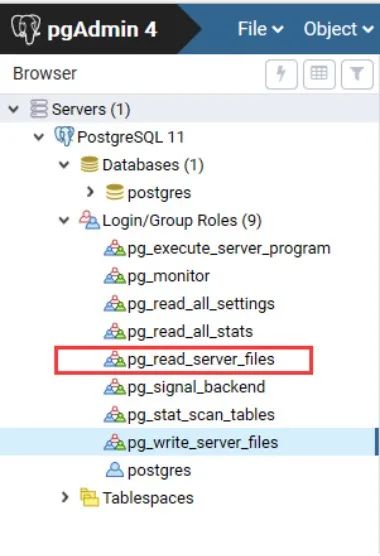 pgAdmin 4 File Object
Browser
Servers (1)
PostgreSQL 11
Databases (1)
postgres
Login/Group Roles (9)
pg_execute_server_program
pg_monitor
pg_read_all_settings
pg_read_all_stats
pg_read_server_files
pg_signal_backend
pg_stat_scan_tables
pg_write_server_files
postgres
Tablespaces